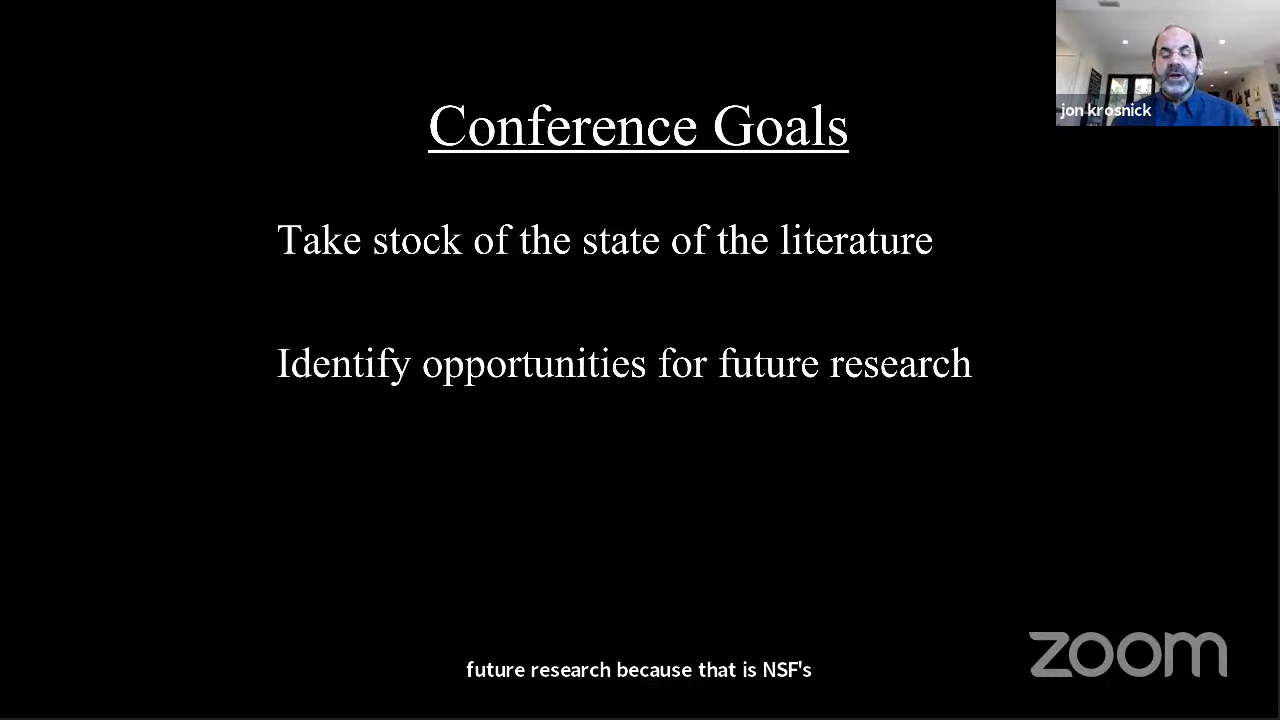 jon krosnick
Conference Goals
Take stock of the state of the literature
Identify opportunities for future research
future research because that is NSF's
zoom